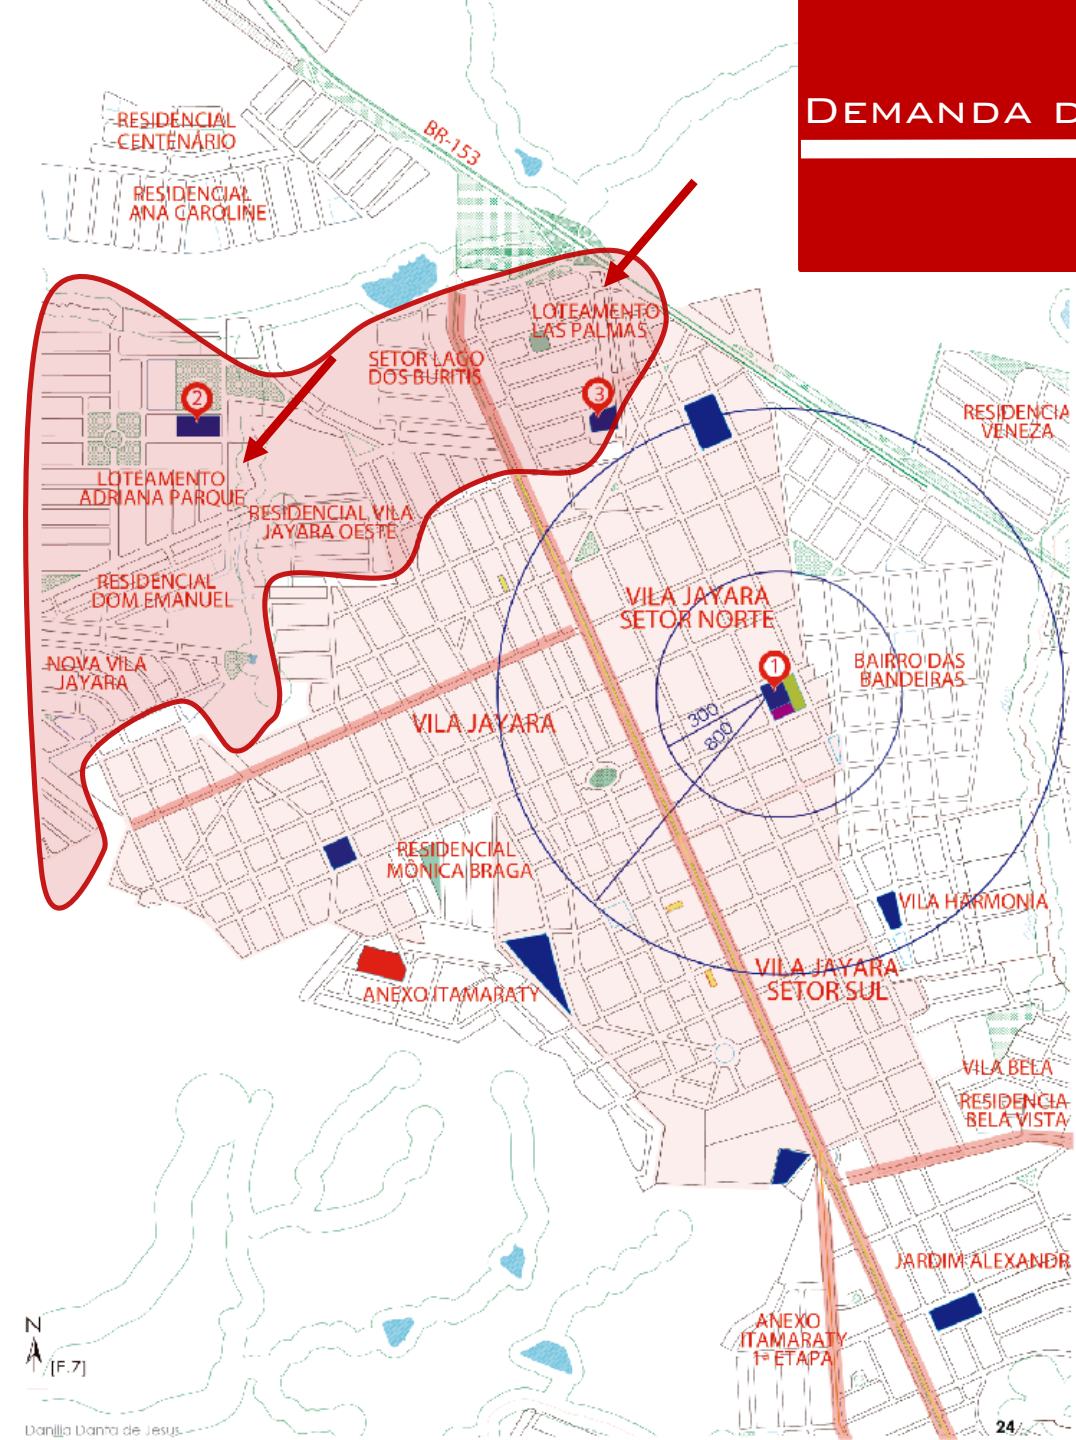 DEMANDA D
RESIDENCIAL
CENTENÁRIO
BR-153
RESIDENCIAL
ANA CAROLINE
LOTEAMENTO
LAS PALMAS
SETOR LAGO
DOS BURITIS
2
3
RESIDENCIA
VENEZA
LOTEAMENTO
ADRIANA PARQUE
RESIDENCIAL VILA
JAYARA OESTE
RESIDENCIAL
DOM EMANUEL
VILA JAYARA
SETOR NORTE
NOVA VILA
JAYARA
1
BAIRRO DAS
BANDEIRAS
300
800
VILA JAYARA
RESIDENCIAL
MÔNICA BRAGA
VILA HARMONIA
VILA JAYARA
SETOR SUL
ANEXO ITAMARATY
VILA BELA
RESIDENCIA
BELA VISTA
JARDIM ALEXANDR
ANEXO
ITAMARATY
1ª ETAPA
N
[F.7]
Danilla Danta de Jesus
24